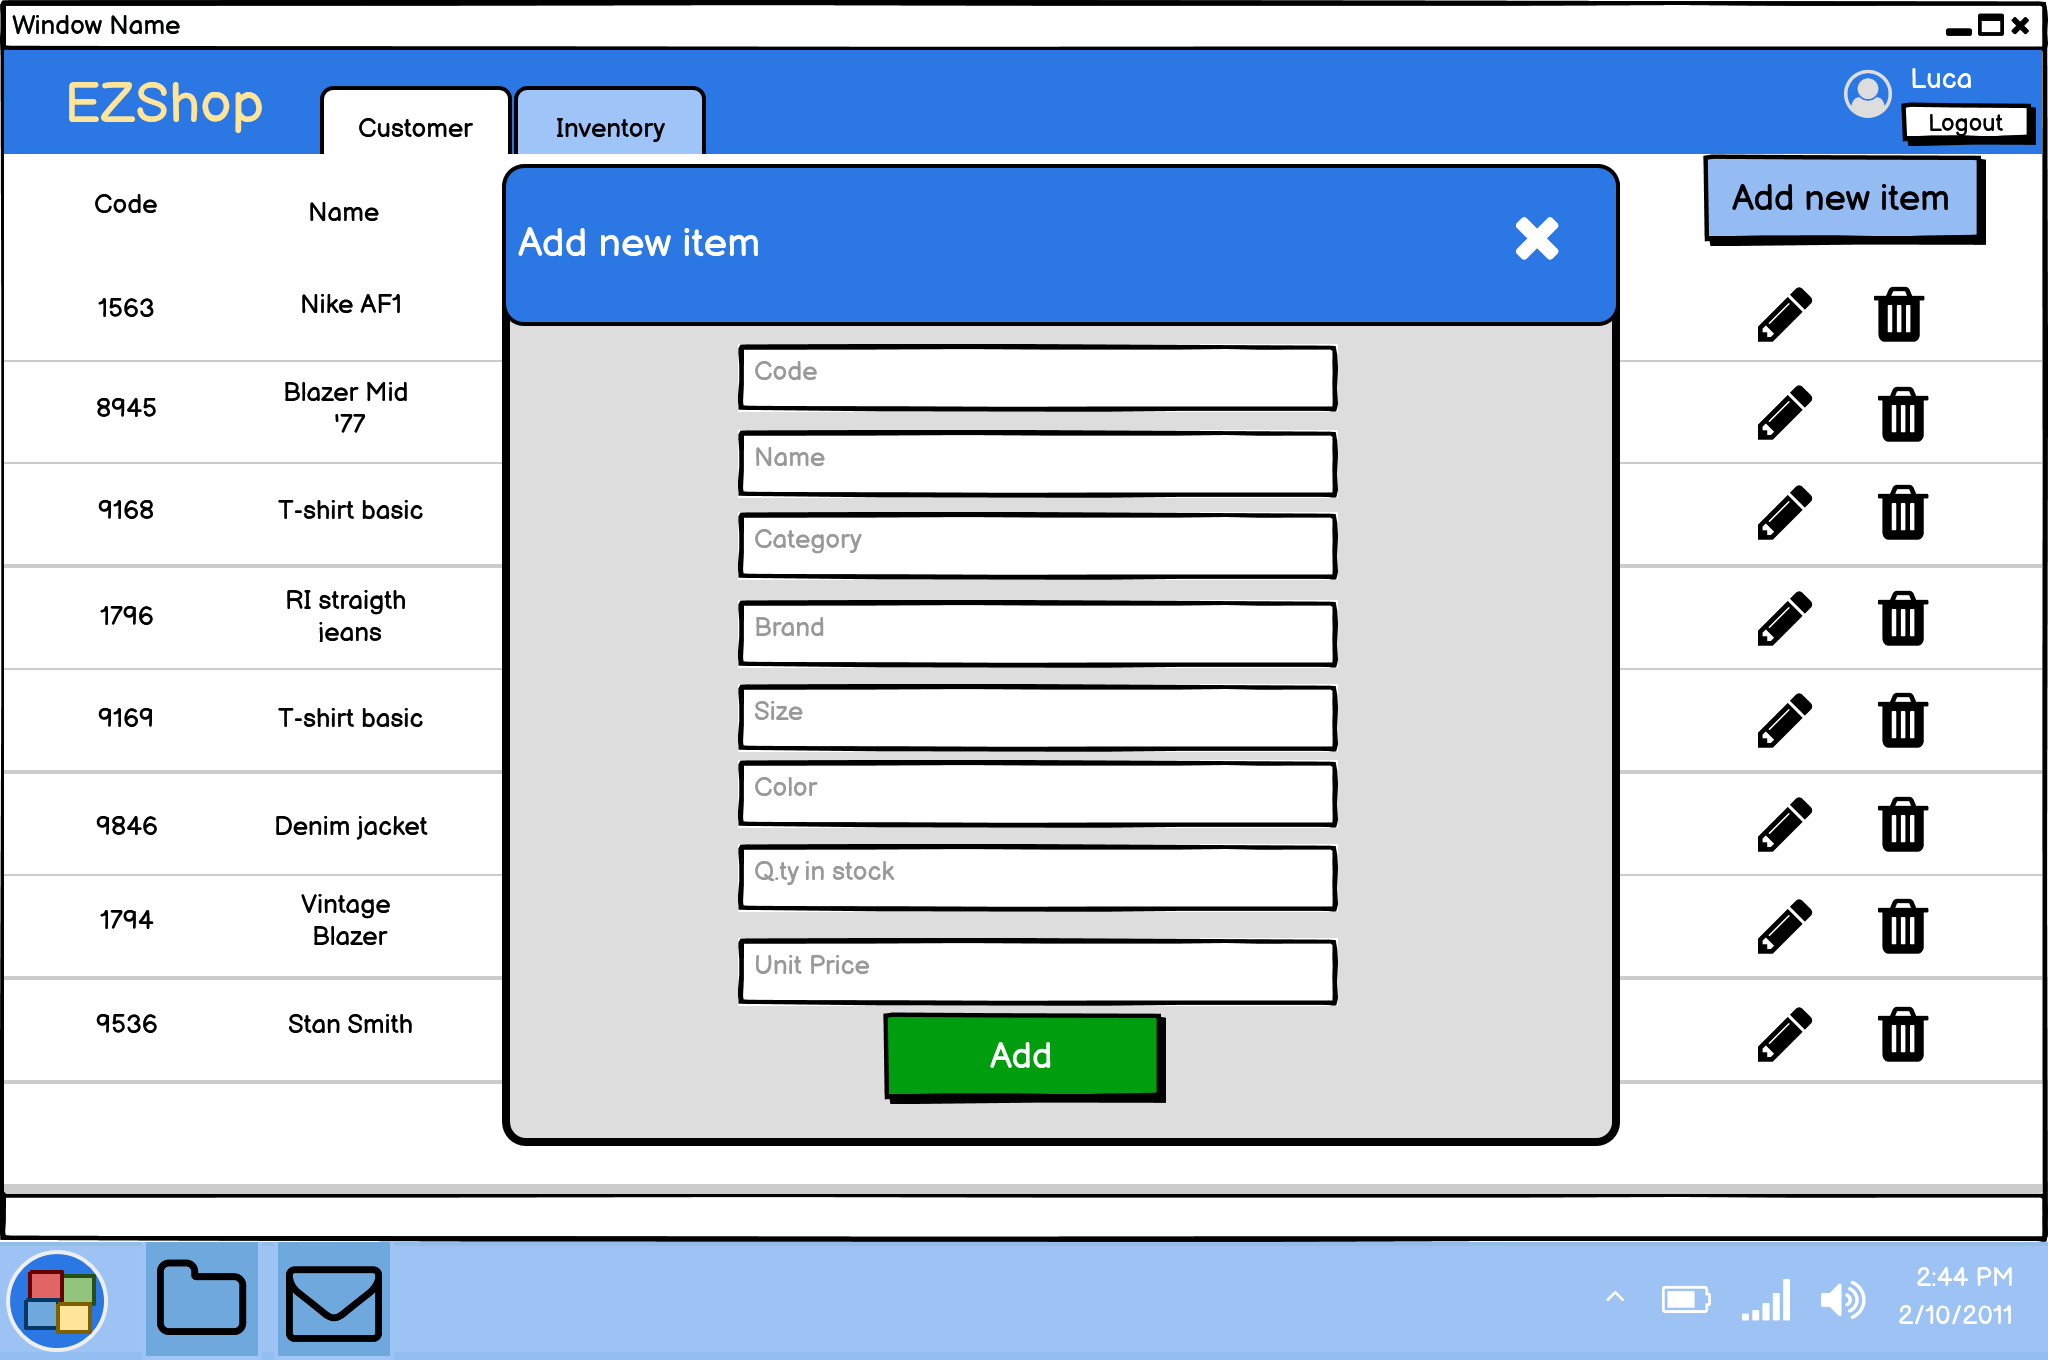 Window Name
EZShop
Customer
Inventory
Luca
Logout
Code
Name
Add new item
Add new item
1563
Nike AF1
8945
Blazer Mid
'77
9168
T-shirt basic
1796
RI straigth
jeans
9169
T-shirt basic
9846
Denim jacket
1794
Vintage
Blazer
9536
Stan Smith
Code
Name
Category
Brand
Size
Color
Q.ty in stock
Unit Price
Add
2:44 PM
2/10/2011